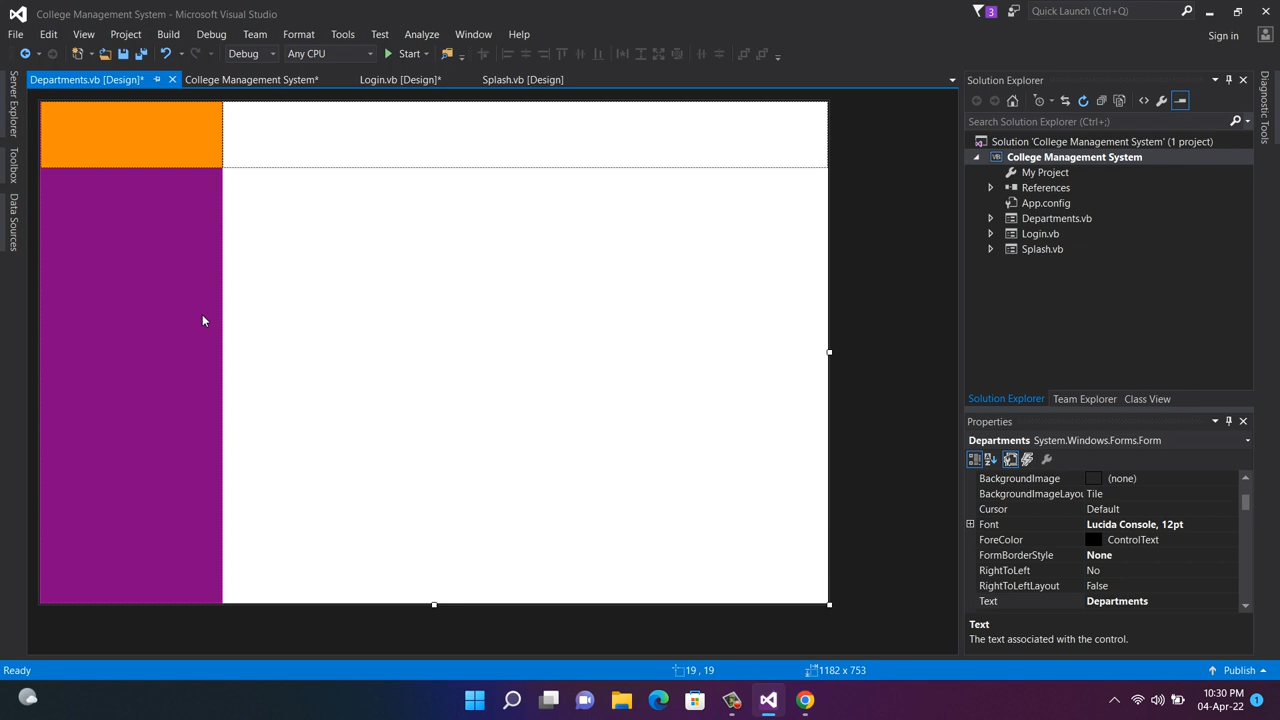 College Management System - Microsoft Visual Studio
3
Quick Launch (Ctrl+Q)
File Edit View Project Build Debug Team Format Tools Test Analyze Window Help
Sign in
Debug Any CPU Start
Departments.vb [Design]* College Management System* Login.vb [Design]* Splash.vb [Design]
Server Explorer
Toolbox
Data Sources
Solution Explorer
Search Solution Explorer (Ctrl+;)
Solution 'College Management System' (1 project)
VB College Management System
My Project
References
App.config
Departments.vb
Login.vb
Splash.vb
Solution Explorer Team Explorer Class View
Diagnostic Tools
Properties
Departments System.Windows.Forms.Form
BackgroundImage (none)
BackgroundImageLayou Tile
Cursor Default
Font Lucida Console, 12pt
ForeColor ControlText
FormBorderStyle None
RightToLeft No
RightToLeftLayout False
Text Departments
Text
The text associated with the control.
Ready 19 , 19 1182 x 753 Publish
10:30 PM
04-Apr-22
1